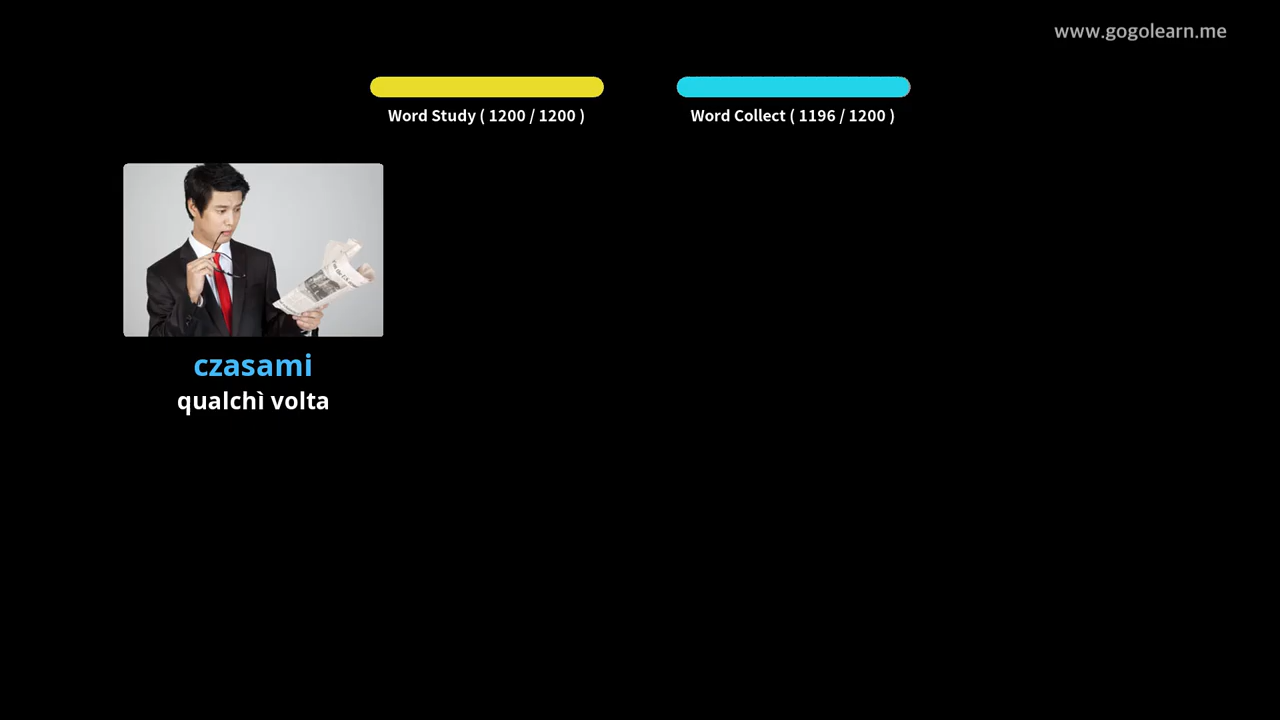 www.gogolearn.me
Word Study ( 1200 / 1200 )
Word Collect ( 1196 / 1200 )
czasami
qualchì volta